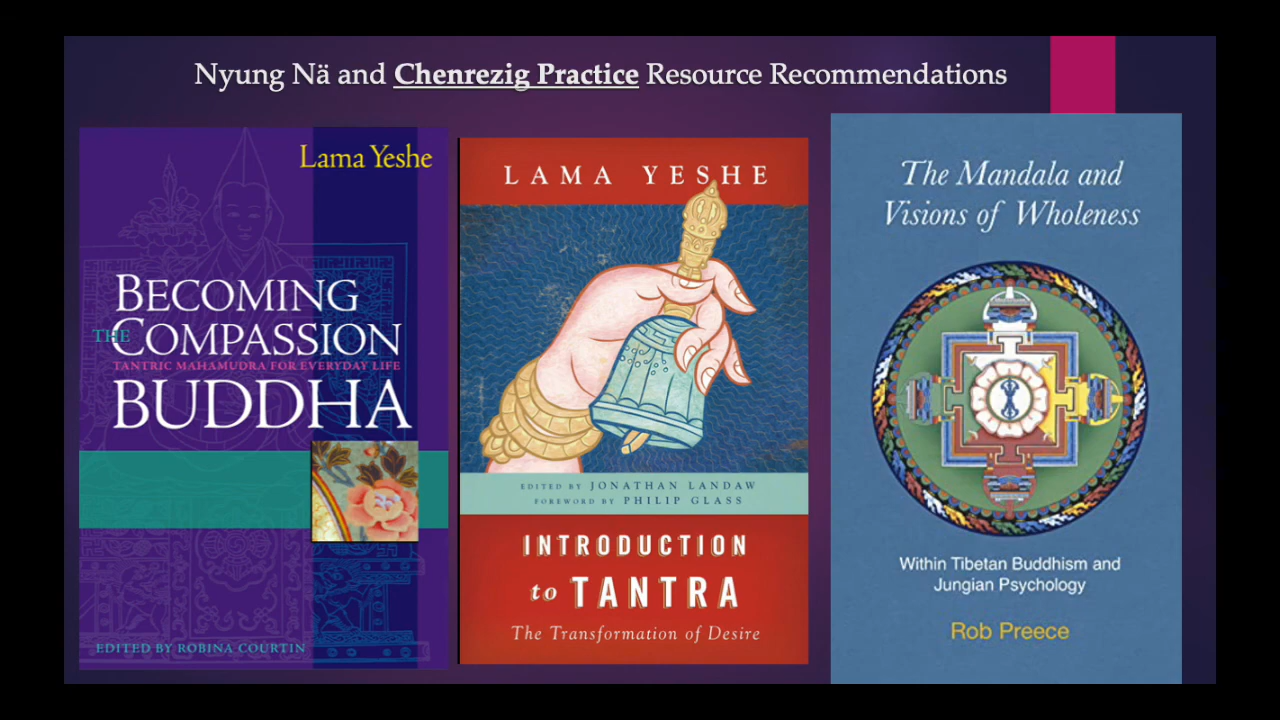 Nyung Nä and Chenrezig Practice Resource Recommendations
Lama Yeshe
BECOMING
THE COMPASSION
TANTRIC MAHAMUDRA FOR EVERYDAY LIFE
BUDDHA
EDITED BY ROBINA COURTIN
LAMA YESHE
EDITED BY JONATHAN LANDAW
FOREWORD BY PHILIP GLASS
INTRODUCTION
to TANTRA
The Transformation of Desire
The Mandala and
Visions of Wholeness
Within Tibetan Buddhism and
Jungian Psychology
Rob Preece